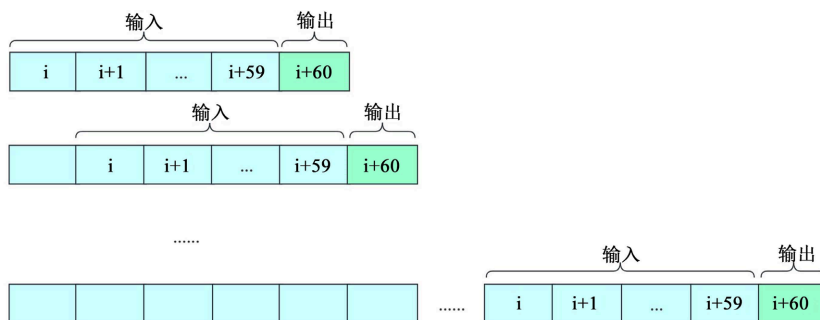 输入 输出
i i+1 ... i+59 i+60
输入 输出
i i+1 ... i+59 i+60
......
输入 输出
...... i i+1 ... i+59 i+60